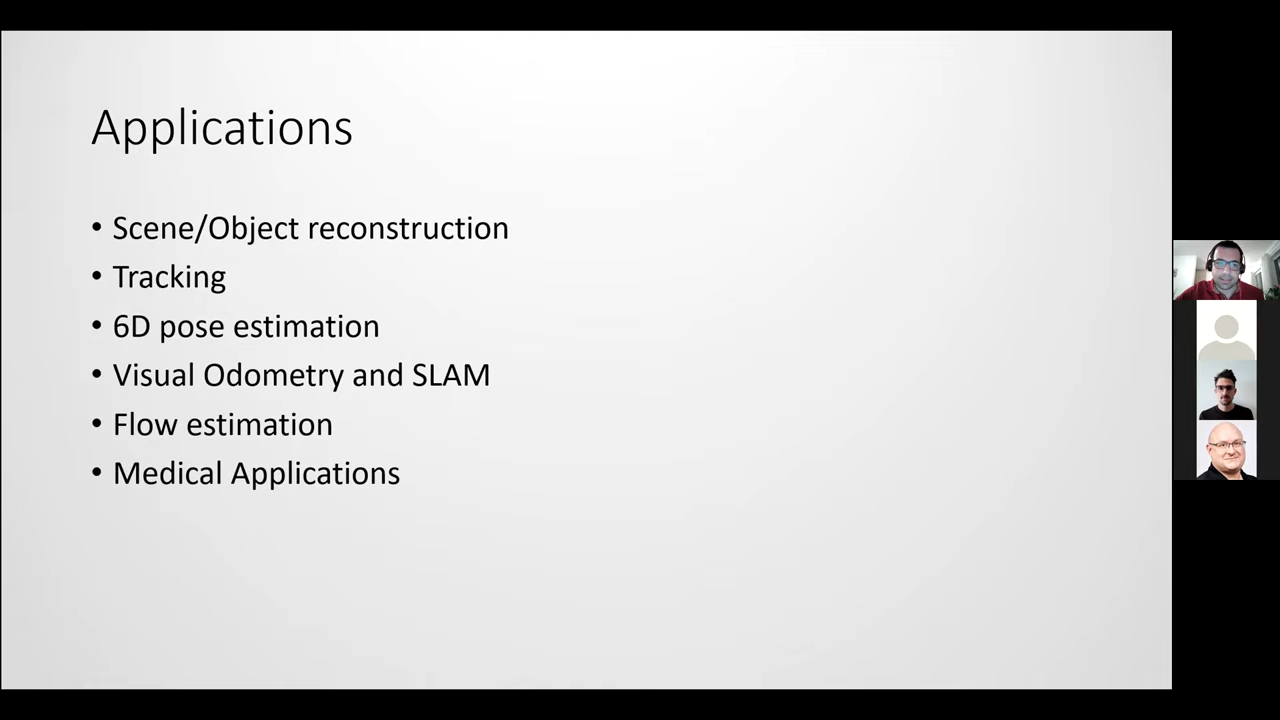 Applications
• Scene/Object reconstruction
• Tracking
• 6D pose estimation
• Visual Odometry and SLAM
• Flow estimation
• Medical Applications